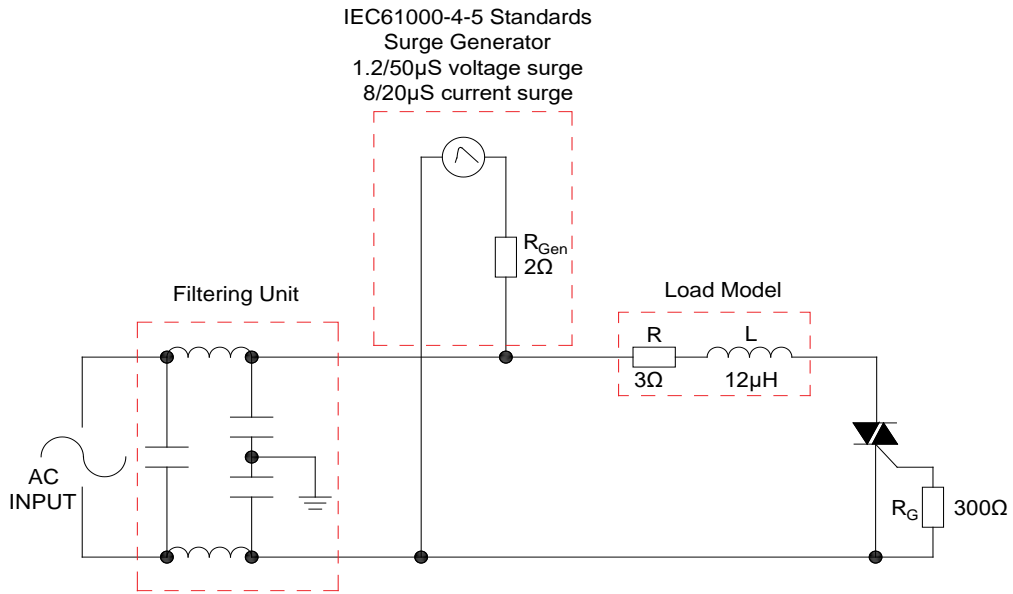 IEC61000-4-5 Standards
Surge Generator
1.2/50µS voltage surge
8/20µS current surge
RGen
2Ω
Filtering Unit
Load Model
R
L
3Ω
12µH
AC
INPUT
RG
300Ω